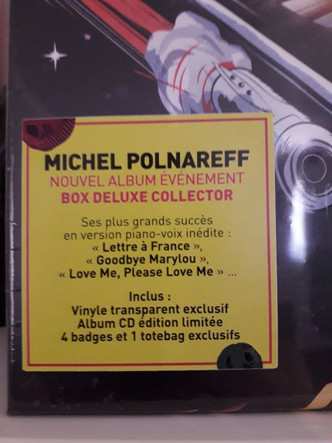 MICHEL POLNAREFF
NOUVEL ALBUM ÉVÉNEMENT
BOX DELUXE COLLECTOR
Ses plus grands succès
en version piano-voix inédite :
« Lettre à France »,
« Goodbye Marylou »,
« Love Me, Please Love Me » ...
Inclus :
Vinyle transparent exclusif
Album CD édition limitée
4 badges et 1 totebag exclusifs